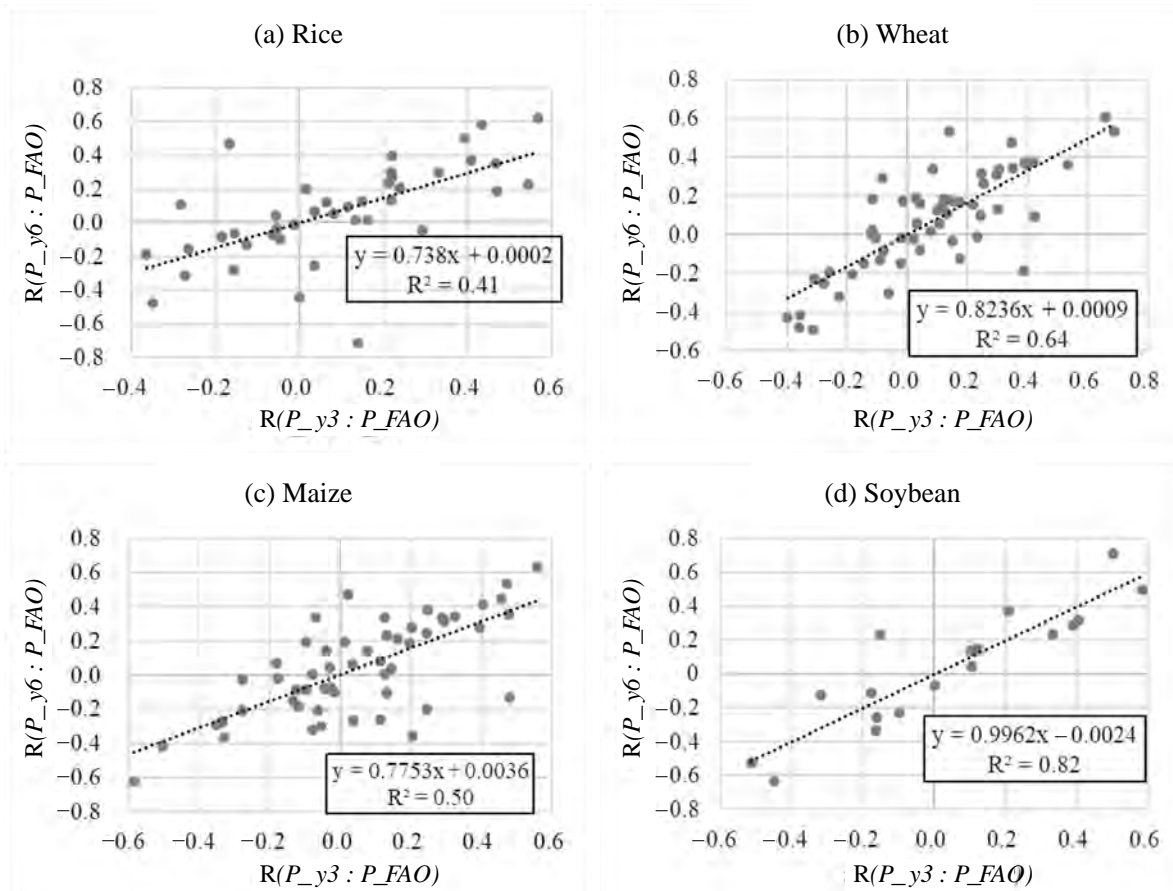 (a) Rice
R(P_y6 : P_FAO)
0.8
0.6
0.4
0.2
0.0
−0.2
−0.4
−0.6
−0.8
−0.4 −0.2 0.0 0.2 0.4 0.6
R(P_y3 : P_FAO)
y = 0.738x + 0.0002
R² = 0.41
(b) Wheat
R(P_y6 : P_FAO)
0.8
0.6
0.4
0.2
0.0
−0.2
−0.4
−0.6
−0.6 −0.4 −0.2 0.0 0.2 0.4 0.6 0.8
R(P_y3 : P_FAO)
y = 0.8236x + 0.0009
R² = 0.64
(c) Maize
R(P_y6 : P_FAO)
0.8
0.6
0.4
0.2
0.0
−0.2
−0.4
−0.6
−0.8
−0.6 −0.4 −0.2 0.0 0.2 0.4 0.6
R(P_y3 : P_FAO)
y = 0.7753x + 0.0036
R² = 0.50
(d) Soybean
R(P_y6 : P_FAO)
0.8
0.6
0.4
0.2
0
−0.2
−0.4
−0.6
−0.8
−0.6 −0.4 −0.2 0.0 0.2 0.4 0.6
R(P_y3 : P_FAO)
y = 0.9962x − 0.0024
R² = 0.82